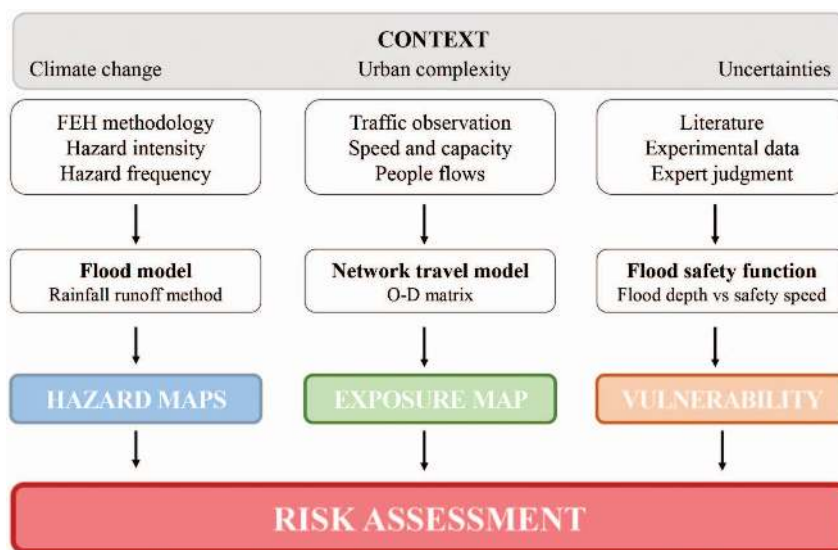 CONTEXT
Climate change Urban complexity Uncertainties
FEH methodology
Hazard intensity
Hazard frequency
Traffic observation
Speed and capacity
People flows
Literature
Experimental data
Expert judgment
Flood model
Rainfall runoff method
Network travel model
O-D matrix
Flood safety function
Flood depth vs safety speed
HAZARD MAPS
EXPOSURE MAP
VULNERABILITY
RISK ASSESSMENT